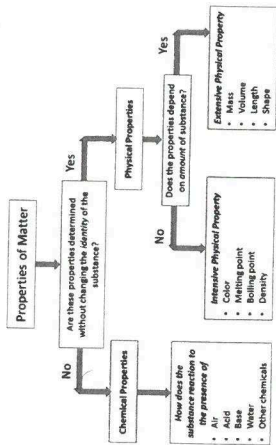 Properties of Matter
Are these properties determined
without changing the identity of the
substance?
No
Yes
Chemical Properties
Physical Properties
How does the
substance reaction to
the presence of
• Air
• Acid
• Base
• Water
• Other chemicals
Does the properties depend
on amount of substance?
No
Yes
Intensive Physical Property
• Color
• Melting point
• Boiling point
• Density
Extensive Physical Property
• Mass
• Volume
• Length
• Shape